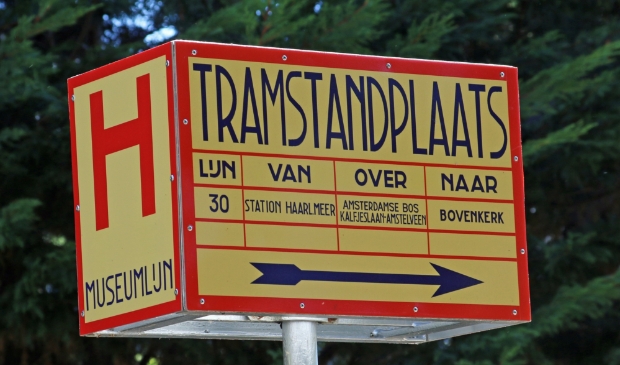 H
MUSEUMLIJN
TRAMSTANDPLAATS
LIJN VAN OVER NAAR
30 STATION HAARLMEER AMSTERDAMSE BOS BOVENKERK
KALFJESLAAN-AMSTELVEEN